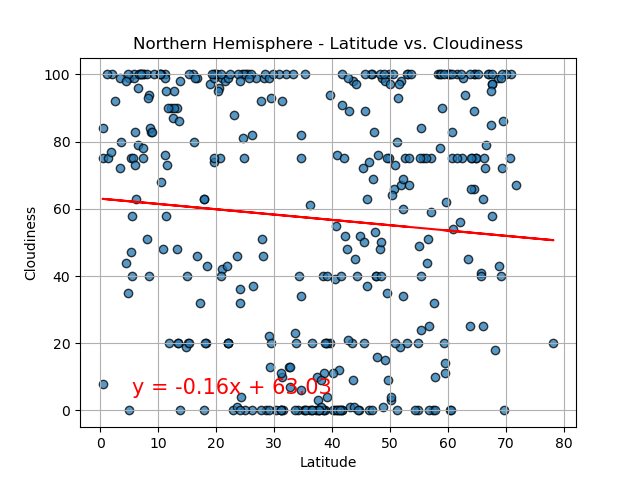 Northern Hemisphere - Latitude vs. Cloudiness
100
80
60
40
20
0
Cloudiness
y = -0.16x + 63.03
0 10 20 30 40 50 60 70 80
Latitude